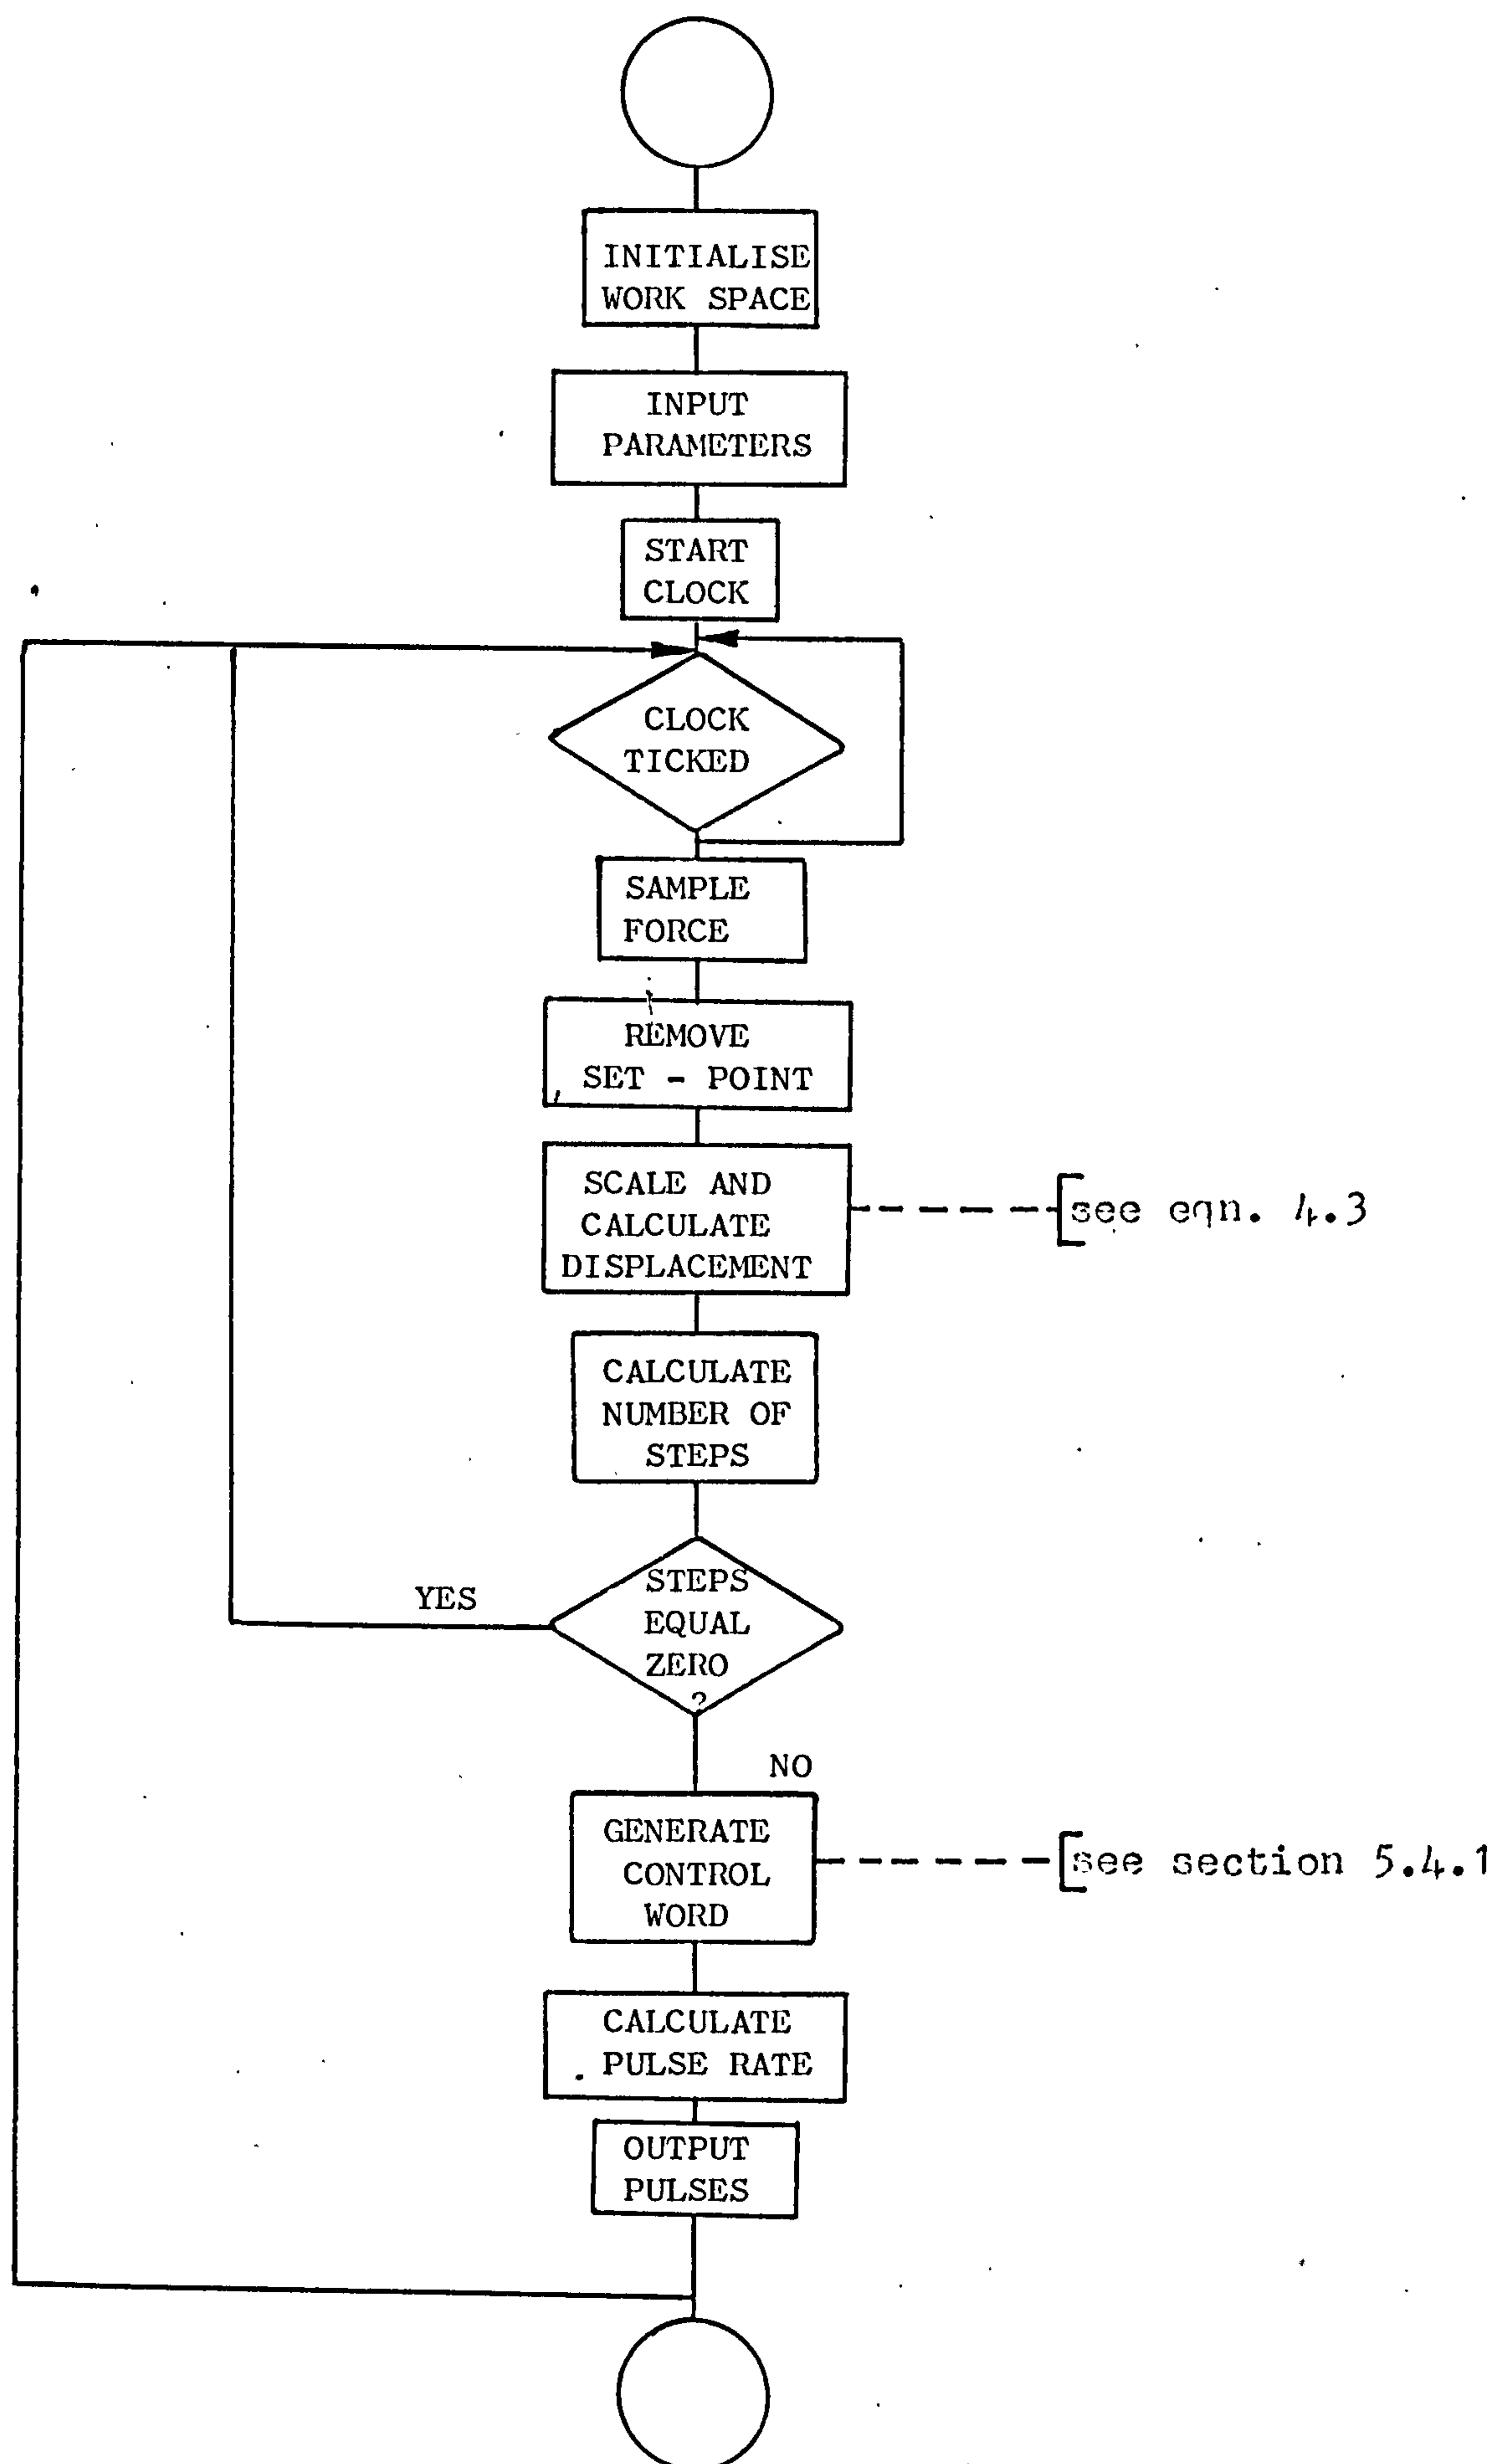 INITIALISE
WORK SPACE
INPUT
PARAMETERS
START
CLOCK
CLOCK
TICKED
SAMPLE
FORCE
REMOVE
SET - POINT
SCALE AND
CALCULATE
DISPLACEMENT
see eqn. 4.3
CALCULATE
NUMBER OF
STEPS
STEPS
EQUAL
ZERO
?
YES
NO
GENERATE
CONTROL
WORD
see section 5.4.1
CALCULATE
PULSE RATE
OUTPUT
PULSES